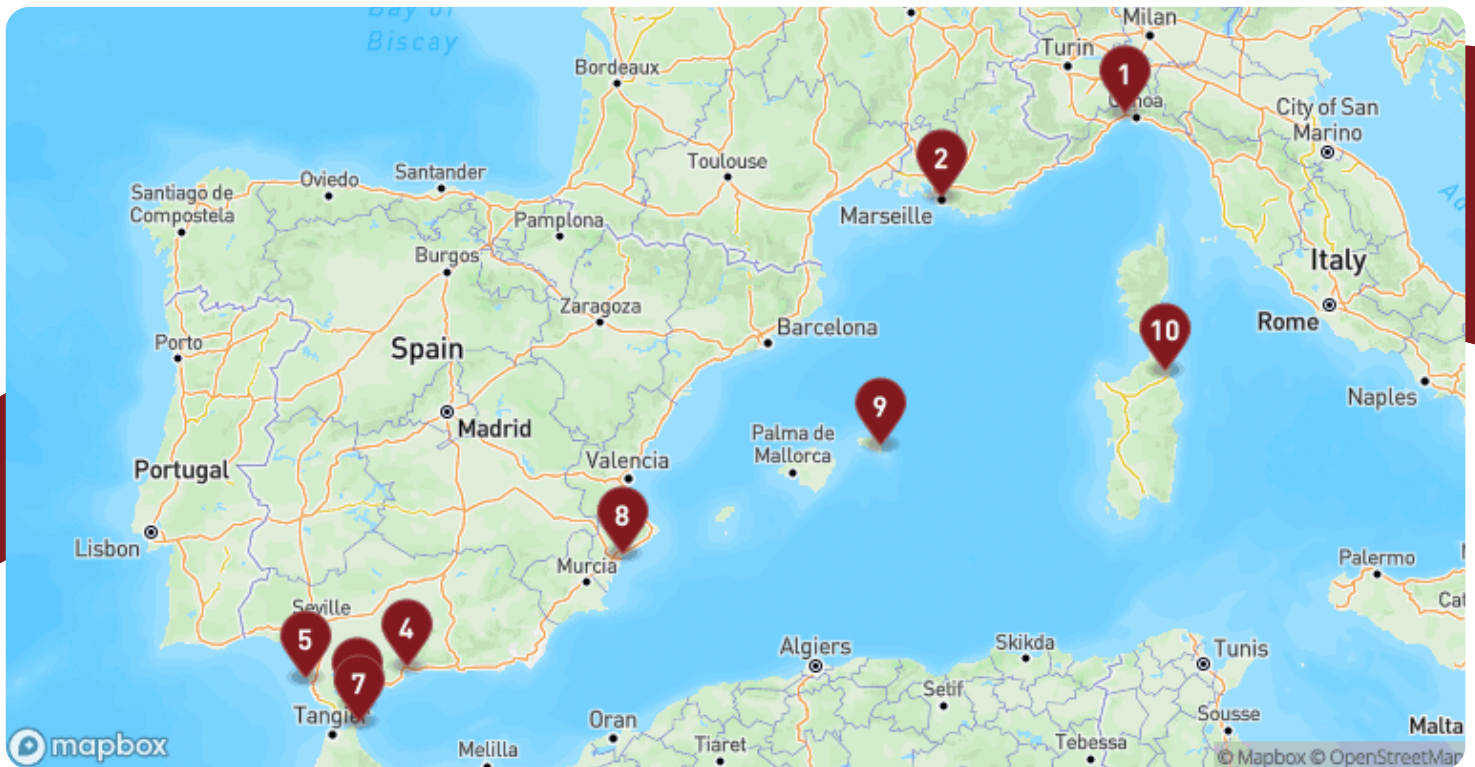 Bay of
Biscay
Milan
Turin
1
Bordeaux
City of San
Marino
2
Toulouse
Santander
Oviedo
Santiago de
Compostela
Pamplona
Marseille
Burgos
Italy
Zaragoza
Rome
Barcelona
10
Porto
Spain
Naples
9
Madrid
Palma de
Mallorca
Portugal
Valencia
8
Lisbon
Murcia
Palermo
Seville
5
4
Algiers
Skikda
Tunis
7
Setif
Tangier
Oran
Sousse
Malta
mapbox
Melilla
Tiaret
Tebessa
© Mapbox © OpenStreetMap